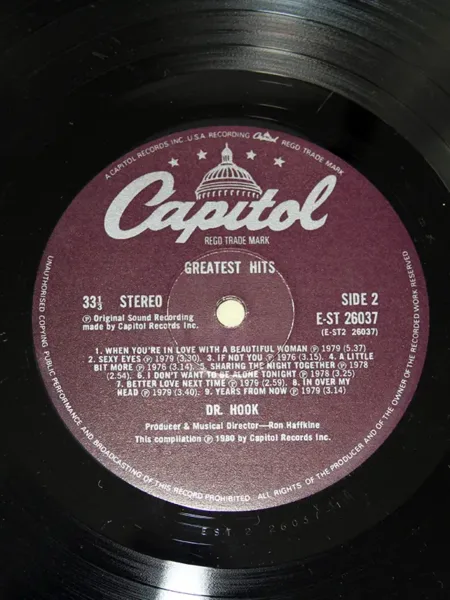 A CAPITOL RECORDS, INC. U.S.A. RECORDING Capitol REGD TRADE MARK
Capitol
REGD TRADE MARK
GREATEST HITS
33⅓ STEREO
SIDE 2
Ⓟ Original Sound Recording
made by Capitol Records Inc.
E-ST 26037
(E-ST2 26037)
1. WHEN YOU'RE IN LOVE WITH A BEAUTIFUL WOMAN Ⓟ 1979 (5.37)
2. SEXY EYES Ⓟ 1979 (3.30). 3. IF NOT YOU Ⓟ 1976 (3.15). 4. A LITTLE
BIT MORE Ⓟ 1976 (3.14). 5. SHARING THE NIGHT TOGETHER Ⓟ 1978
(2.54). 6. I DON'T WANT TO BE ALONE TONIGHT Ⓟ 1978 (3.25)
7. BETTER LOVE NEXT TIME Ⓟ 1979 (2.59). 8. IN OVER MY
HEAD Ⓟ 1979 (3.40). 9. YEARS FROM NOW Ⓟ 1979 (3.14)
DR. HOOK
Producer & Musical Director—Ron Haffkine
This compilation Ⓟ 1980 by Capitol Records Inc.
UNAUTHORISED COPYING, PUBLIC PERFORMANCE AND BROADCASTING OF THIS RECORD PROHIBITED. ALL RIGHTS OF THE PRODUCER AND OF THE OWNER OF THE RECORDED WORK RESERVED
EST 2 26037